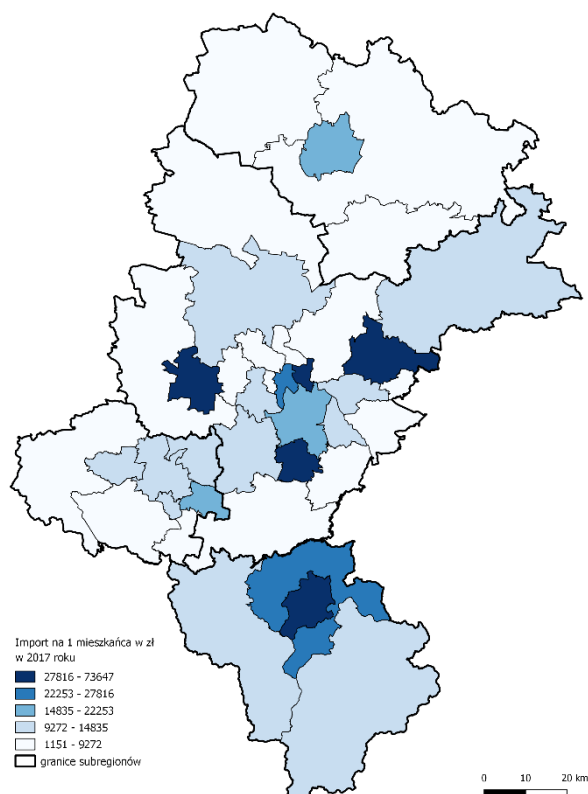 Import na 1 mieszkańca w zł
w 2017 roku
27816 - 73647
22253 - 27816
14835 - 22253
9272 - 14835
1151 - 9272
granice subregionów
0 10 20 km